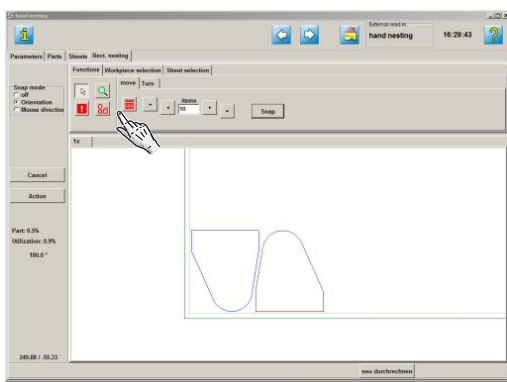 hand nesting
External read in
hand nesting
16:29:43
Parameters Parts Sheets Rect. nesting
Functions Workpiece selection Sheet selection
move Turn
Snap mode
off
Orientation
Mouse direction
Items
10
Snap
1x
Cancel
Action
Part: 0.5%
Utilization: 0.9%
180.0 °
249.88 / -55.33
neu durchrechnen